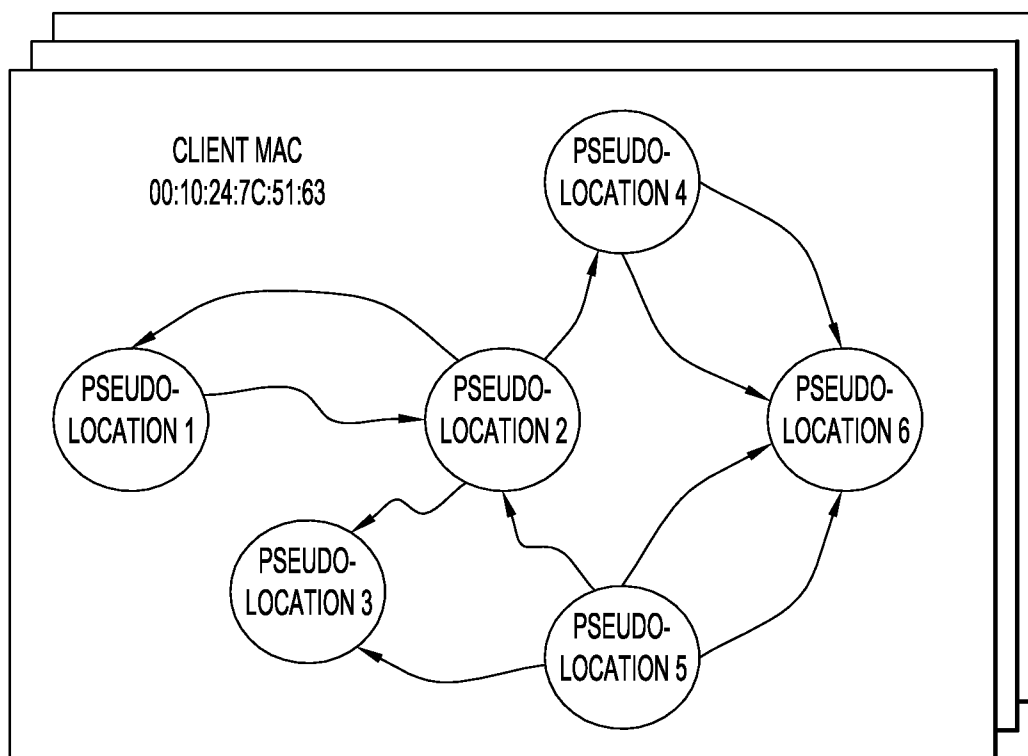 CLIENT MAC
00:10:24:7C:51:63
PSEUDO-
LOCATION 4
PSEUDO-
LOCATION 1
PSEUDO-
LOCATION 2
PSEUDO-
LOCATION 6
PSEUDO-
LOCATION 3
PSEUDO-
LOCATION 5